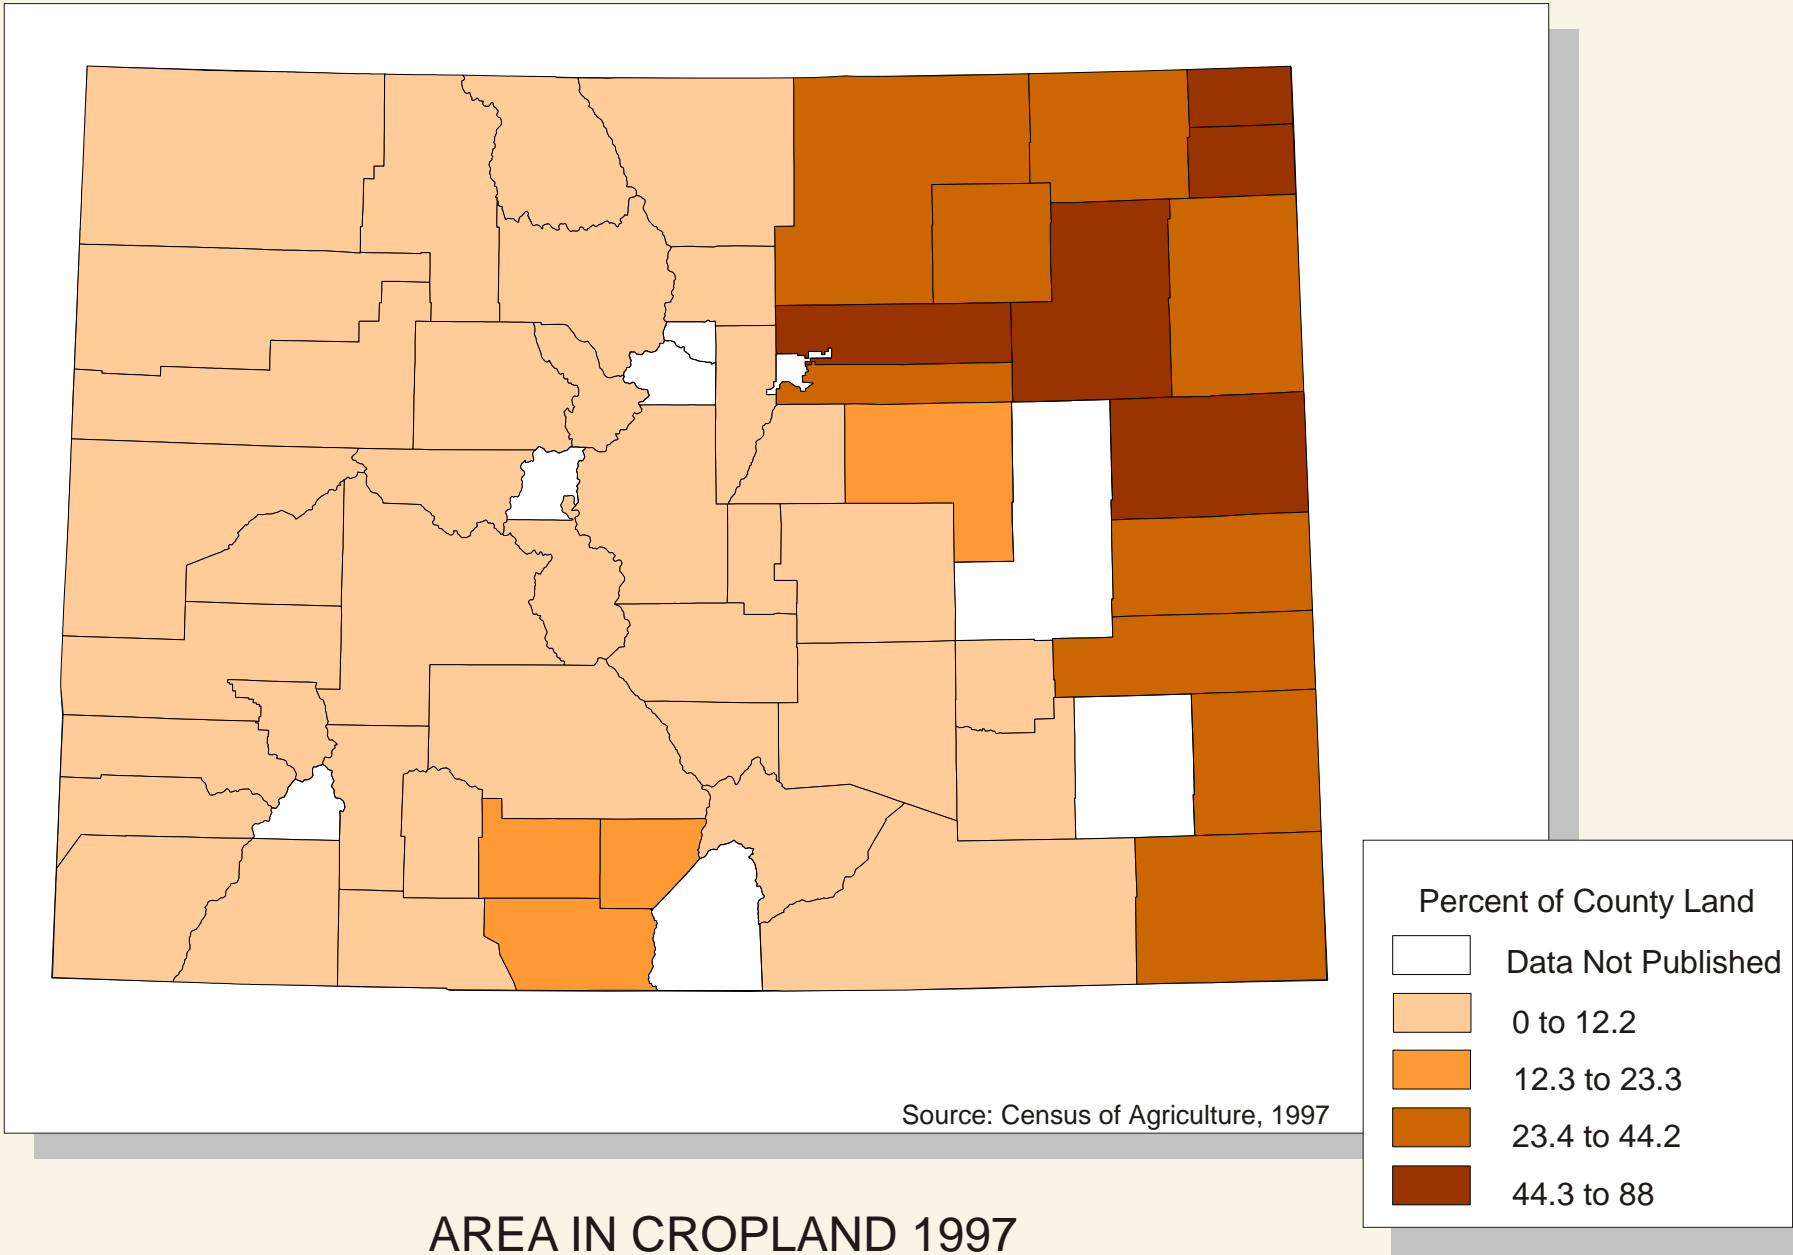 Percent of County Land
Data Not Published
0 to 12.2
12.3 to 23.3
23.4 to 44.2
44.3 to 88
Source: Census of Agriculture, 1997
AREA IN CROPLAND 1997